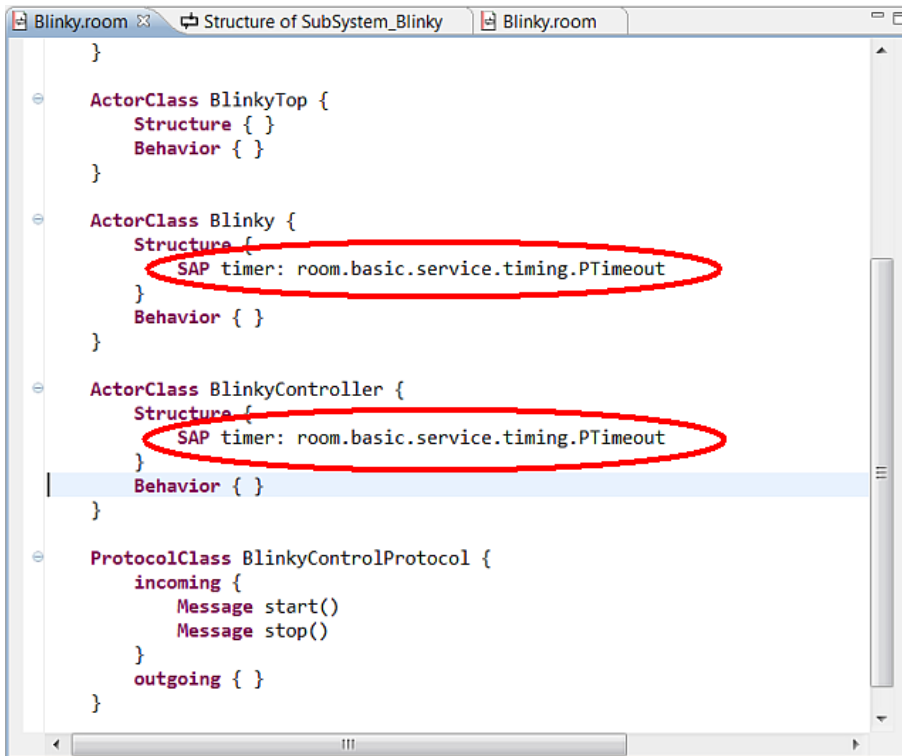 Blinky.room Structure of SubSystem_Blinky Blinky.room
}
ActorClass BlinkyTop {
Structure { }
Behavior { }
}
ActorClass Blinky {
Structure {
SAP timer: room.basic.service.timing.PTimeout
}
Behavior { }
}
ActorClass BlinkyController {
Structure {
SAP timer: room.basic.service.timing.PTimeout
}
Behavior { }
}
ProtocolClass BlinkyControlProtocol {
incoming {
Message start()
Message stop()
}
outgoing { }
}